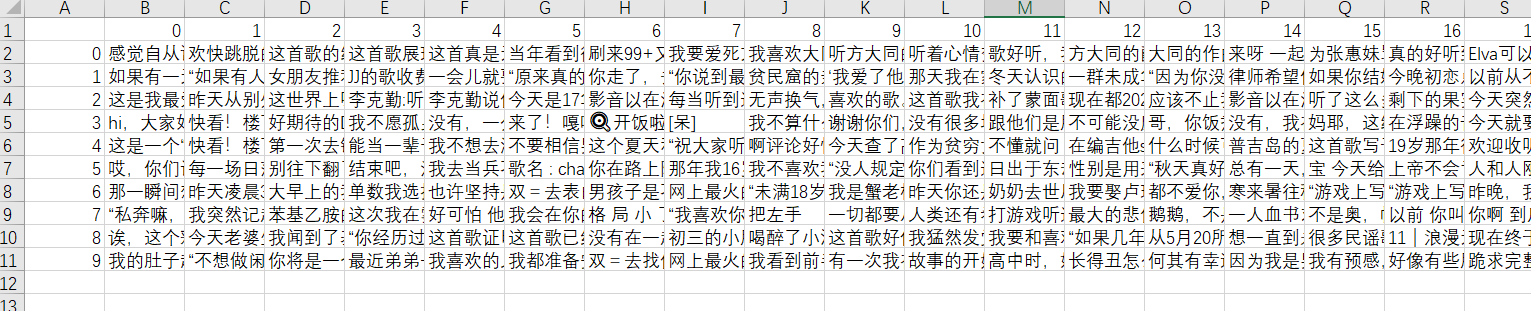 A B C D E F G H I J K L M N O P Q R S
1 0 1 2 3 4 5 6 7 8 9 10 11 12 13 14 15 16 1
2 0 感觉自从 欢快跳脱 这首歌的 这首歌展 这首真是 当年看到 刷来99+又 我要爱死 我喜欢大 听方大同的 听着心情 歌好听， 方大同的 大同的作 来呀 一起 为张惠妹 真的好听 Elva可以
3 1 如果有一 “如果有人 女朋友推 JJ的歌收费 一会儿就 “原来真的 你走了， “你说到最 贫民窟的 “我爱了他 那天我在 冬天认识的 一群未成 “因为你没 律师希望 如果你结 今晚初恋 以前从不
4 2 这是我最 昨天从别 这世界上 李克勤:听 李克勤说 今天是17 影音以在 每当听到 无声换气, 喜欢的歌 这首歌我 补了蒙面 现在都202 应该不止 影音以在 听了这么 剩下的果 今天突然
5 3 hi，大家好 快看！楼 好期待的 我不愿孤 没有，一 来了！嘎 开饭啦 [呆] 我不算什 谢谢你们, 没有很多 跟他们是 不可能没 哥，你饭 没有，我 妈耶，这 在浮躁的 今天就
6 4 这是一个“ 快看！楼 第一次去 能当一辈 我不想去 不要相信 这个夏天 “祝大家听 啊评论好 今天查了 作为贫穷 不懂就问 在编吉他 什么时候 普吉岛的 这首歌写 19年那年 欢迎收
7 5 哎，你们 每一场日 别往下翻 结束吧， 我去当兵 歌名 : cha 你在路上 那年我16 我不喜欢 “没人规定 你们看到 日出于东 性别是用 “秋天真好 总有一天, 宝 今天给 上帝不会 人和人
8 6 那一瞬间 昨天凌晨3 大早上的 单数我选 也许坚持 双＝去表 男孩子是 网上最火的 “未满18岁 我是蟹老 昨天你还 奶奶去世 我要娶卢 都不爱你, 寒来暑往 “游戏上写 “游戏上写 昨晚，
9 7 “私奔嘛， 我突然记 苯基乙胺的 这次我在 好可怕 他 我会在你 格 局 小 了 “我喜欢你 把左手 一切都要 人类还有 打游戏听 最大的悲 鹅鹅，不 一人血书 不是奥， 以前 你叫 你啊 到
10 8 诶，这个 今天老婆 我闻到了 “你经历过 这首歌证 这首歌已 没有在一 初三的小 喝醉了小 这首歌好 我猛然发 我要和喜 “如果几年 从5月20所 想一直到 很多民谣 11｜浪漫 现在终于
11 9 我的肚子 “不想做闲 你将是一 最近弟弟 我喜欢的 我都准备 双＝去找 网上最火的 我看到前 有一次我 故事的开 高中时， 长得丑怎 何其有幸 因为我是 我有预感, 好像有些 跪求完整
12
13